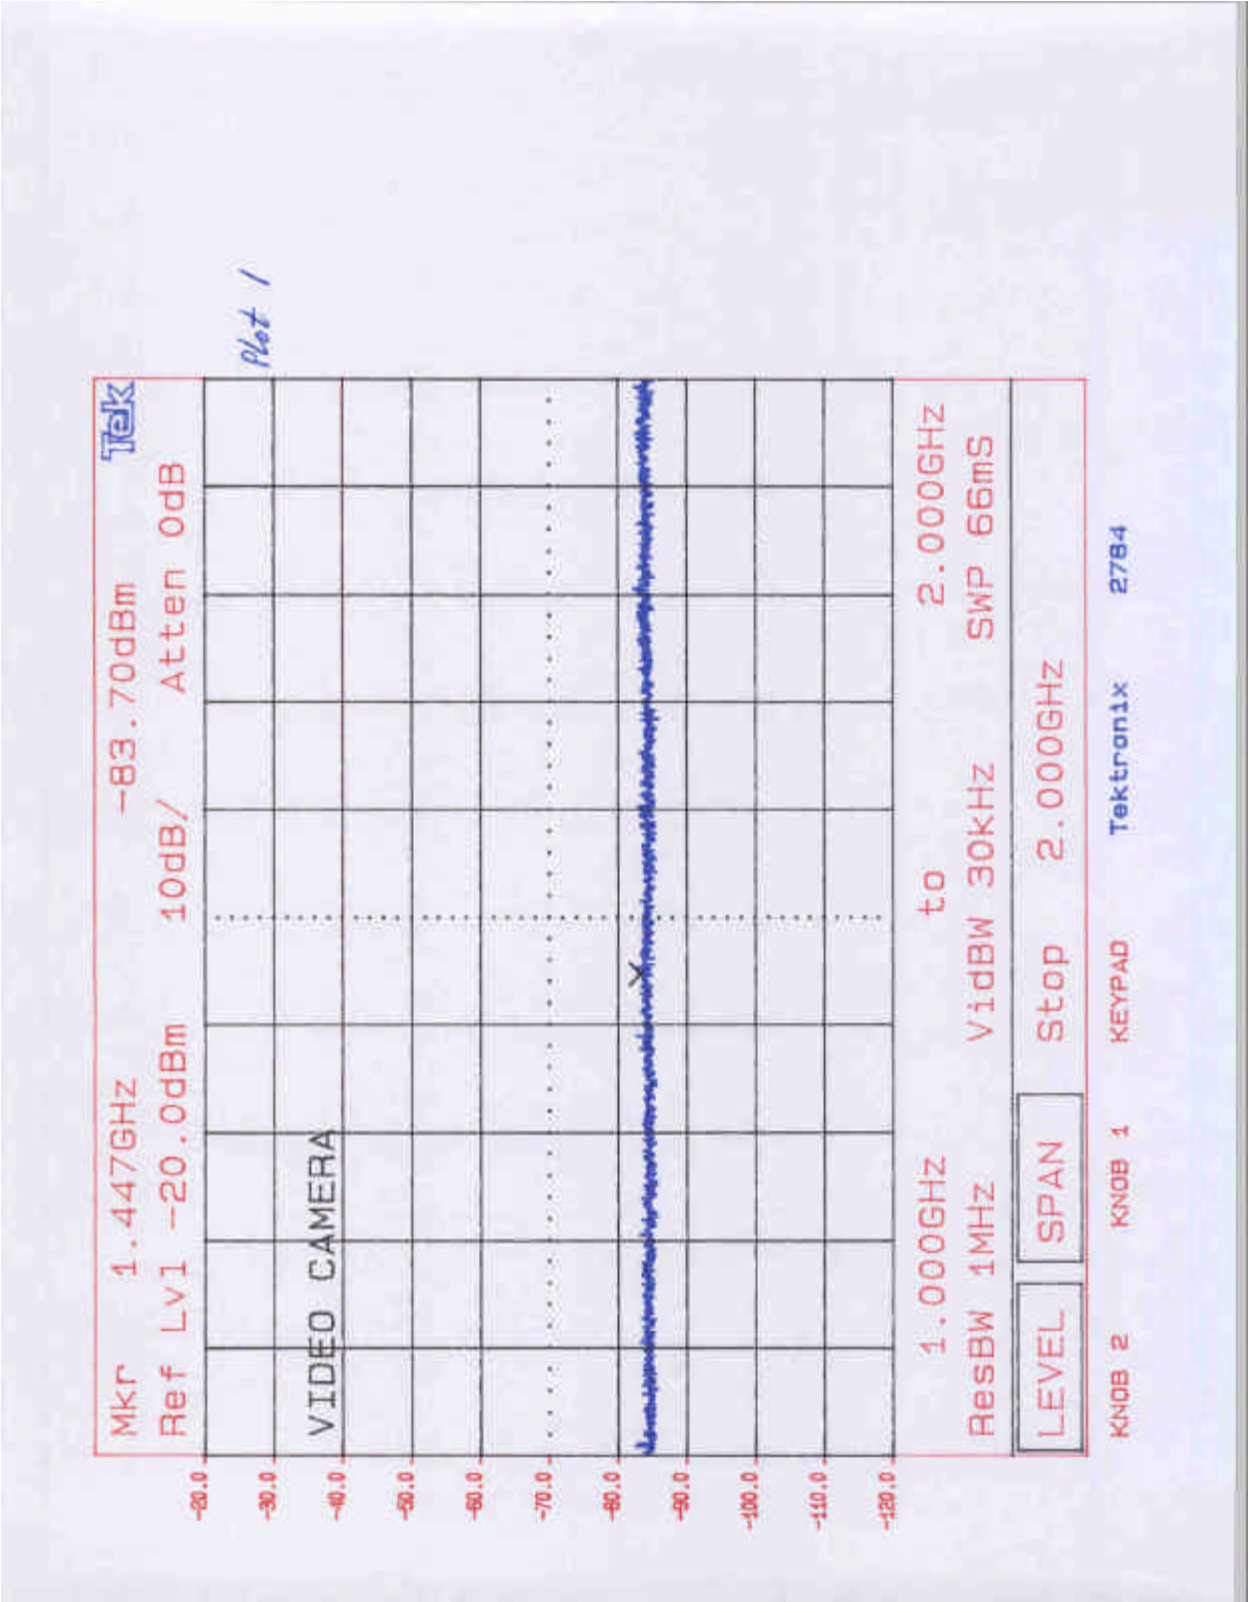 Plot 1
Mkr 1.447GHz -83.70dBm Tek
Ref Lvl -20.0dBm 10dB/ Atten 0dB
-20.0
-30.0
VIDEO CAMERA
-40.0
-50.0
-60.0
-70.0
-80.0
-90.0
-100.0
-110.0
-120.0
1.000GHz to 2.000GHz
ResBW 1MHz VidBW 30kHz SWP 66mS
LEVEL SPAN Stop 2.000GHz
KNOB 2 KNOB 1 KEYPAD Tektronix 2784